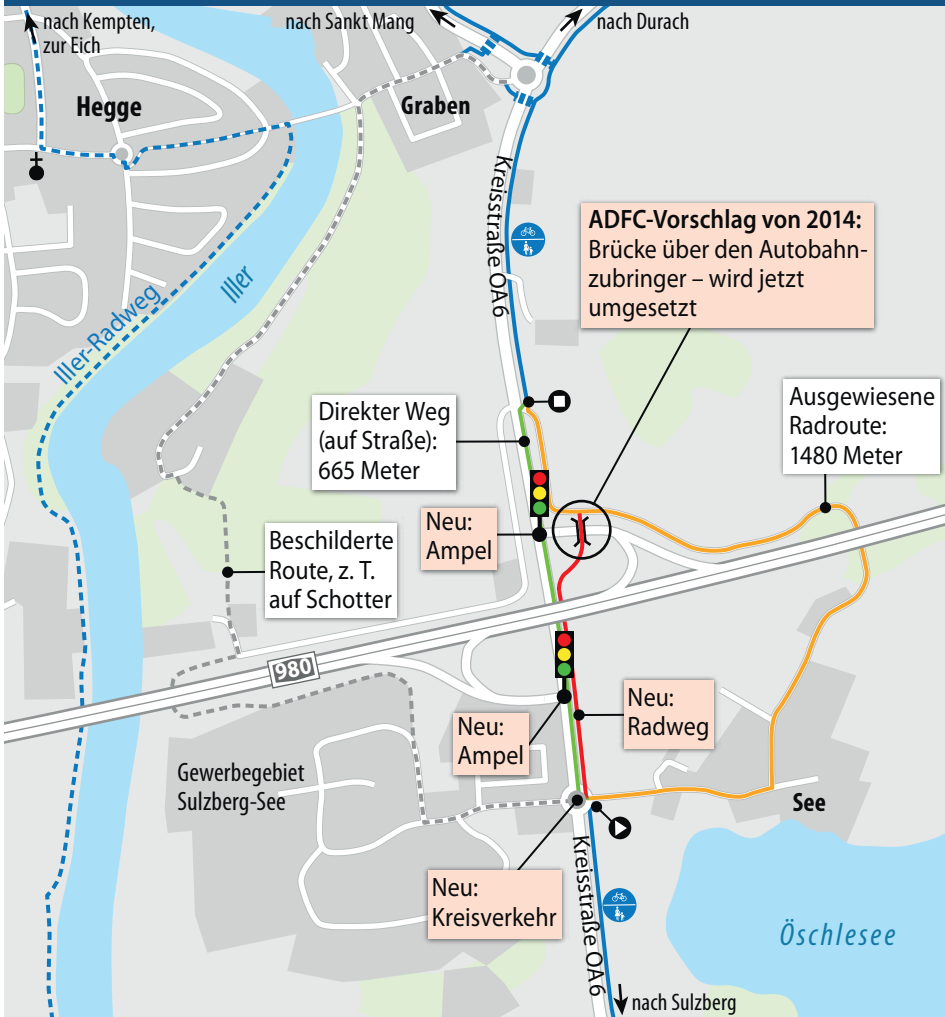 nach Kempten,
zur Eich
nach Sankt Mang
nach Durach
Hegge
Graben
Kreisstraße OA6
ADFC-Vorschlag von 2014:
Brücke über den Autobahn-
zubringer – wird jetzt
umgesetzt
Iller
Iller-Radweg
Direkter Weg
(auf Straße):
665 Meter
Ausgewiesene
Radroute:
1480 Meter
Neu:
Ampel
Beschilderte
Route, z. T.
auf Schotter
980
Neu:
Radweg
Neu:
Ampel
Gewerbegebiet
Sulzberg-See
See
Neu:
Kreisverkehr
Kreisstraße OA6
Öschlesee
nach Sulzberg